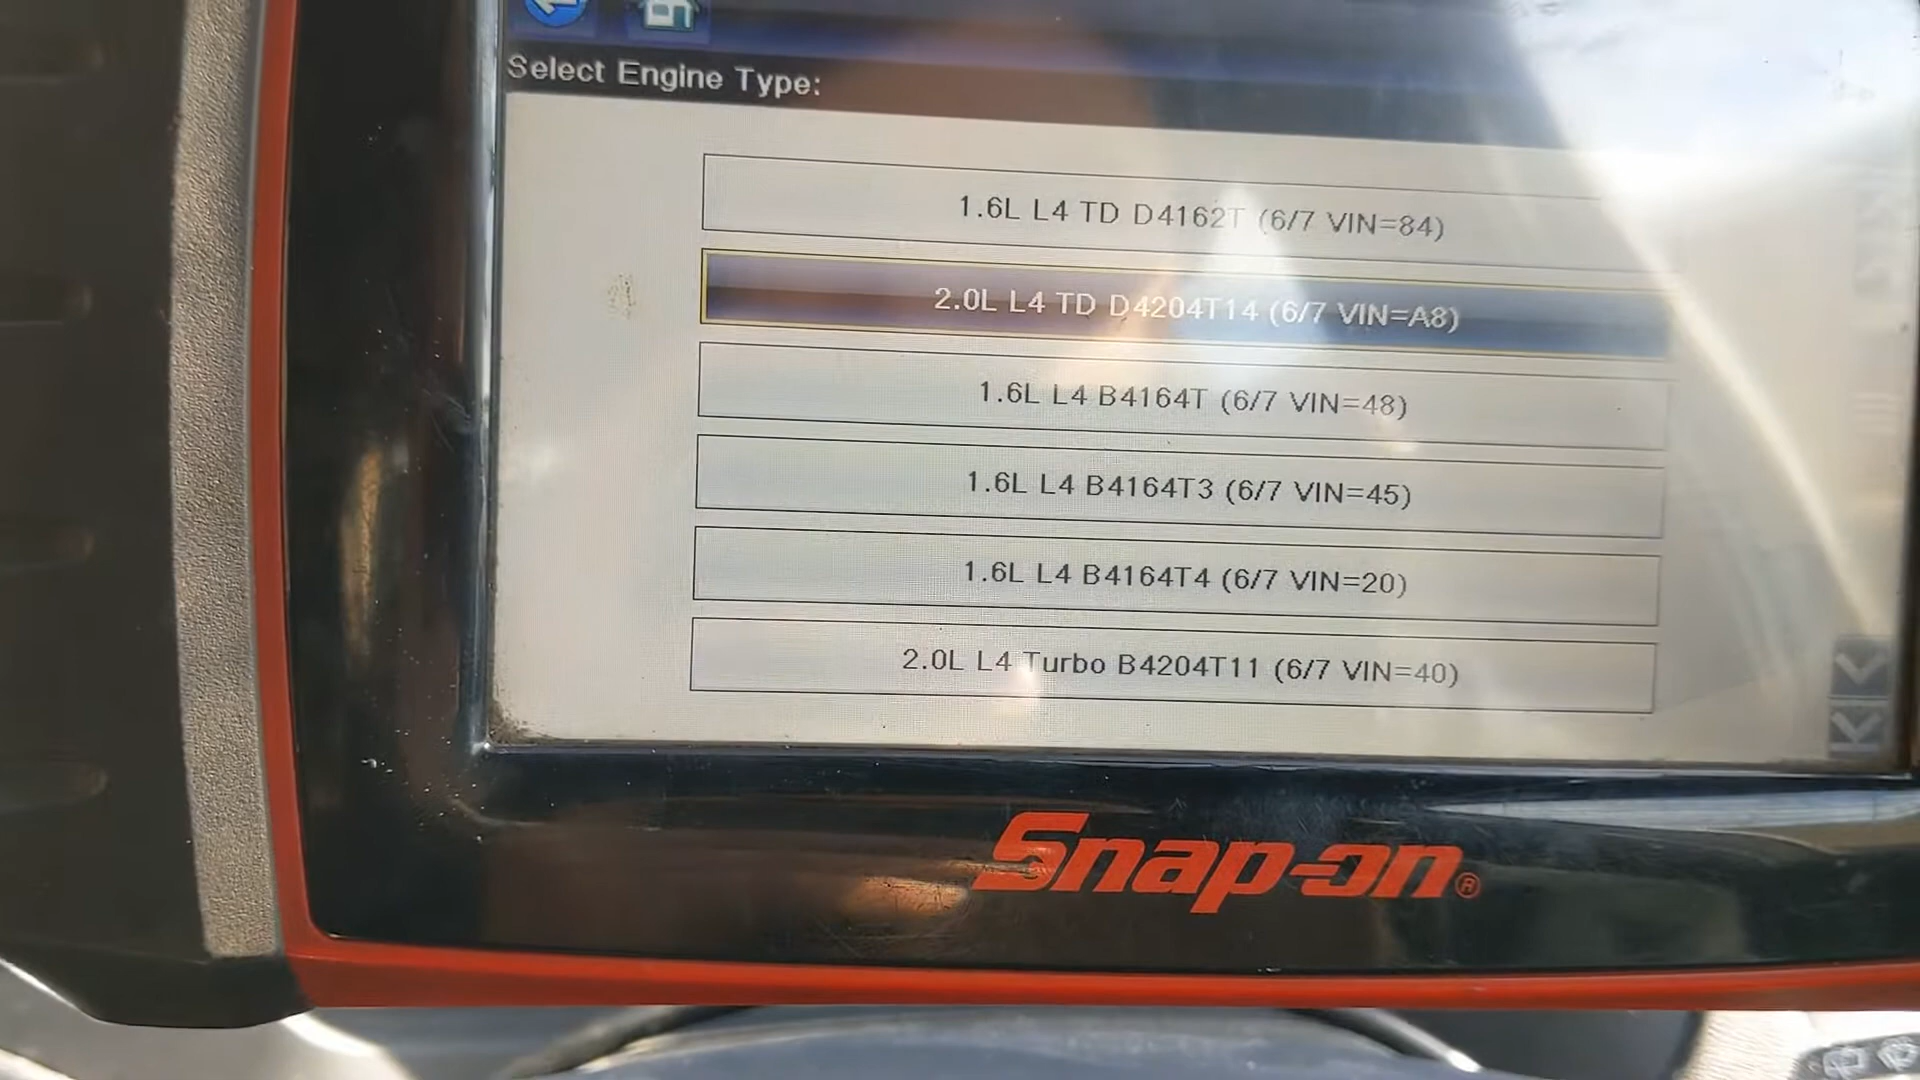 Select Engine Type:
1.6L L4 TD D4162T (6/7 VIN=84)
2.0L L4 TD D4204T14 (6/7 VIN=A8)
1.6L L4 B4164T (6/7 VIN=48)
1.6L L4 B4164T3 (6/7 VIN=45)
1.6L L4 B4164T4 (6/7 VIN=20)
2.0L L4 Turbo B4204T11 (6/7 VIN=40)
Snap-on®